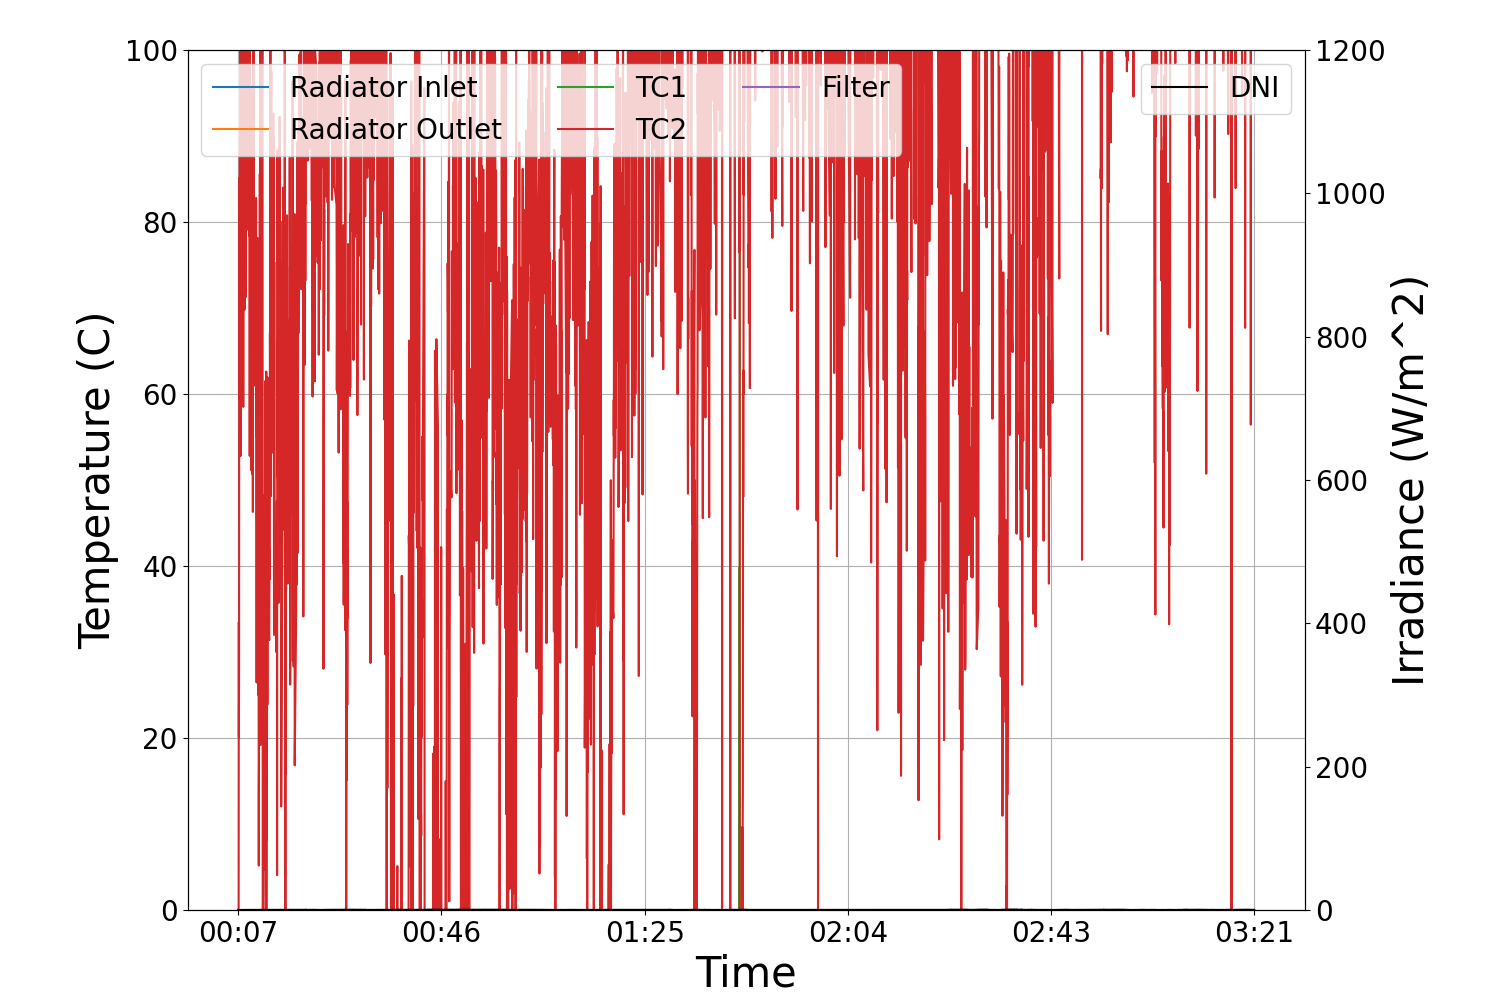 100
80
60
40
20
0
Temperature (C)
Radiator Inlet
Radiator Outlet
TC1
TC2
Filter
DNI
1200
1000
800
600
400
200
0
Irradiance (W/m^2)
00:07 00:46 01:25 02:04 02:43 03:21
Time